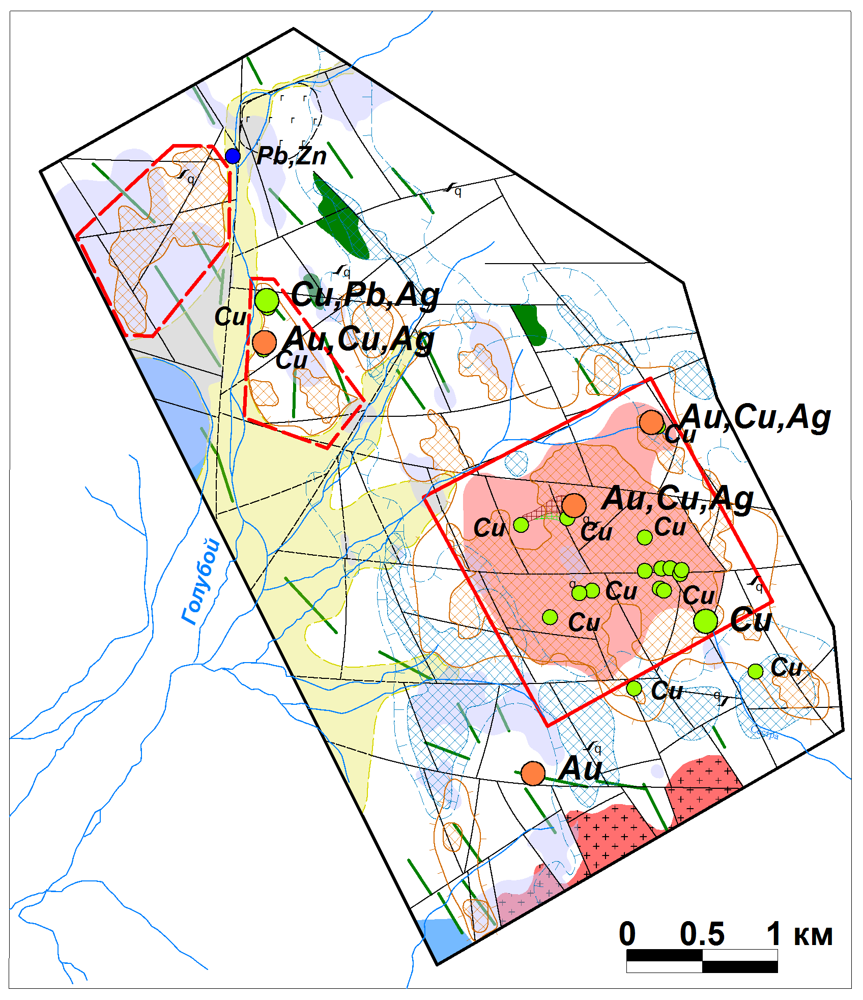 Pb,Zn
q
q
q
Cu,Pb,Ag
Cu
Au,Cu,Ag
Cu
Au,Cu,Ag
Cu
Au,Cu,Ag
Cu
q
Cu
Cu
Голубой
q
Cu
Cu
q
Cu
Cu
Cu
Cu
q
Сестра
q
Au
0 0.5 1 км